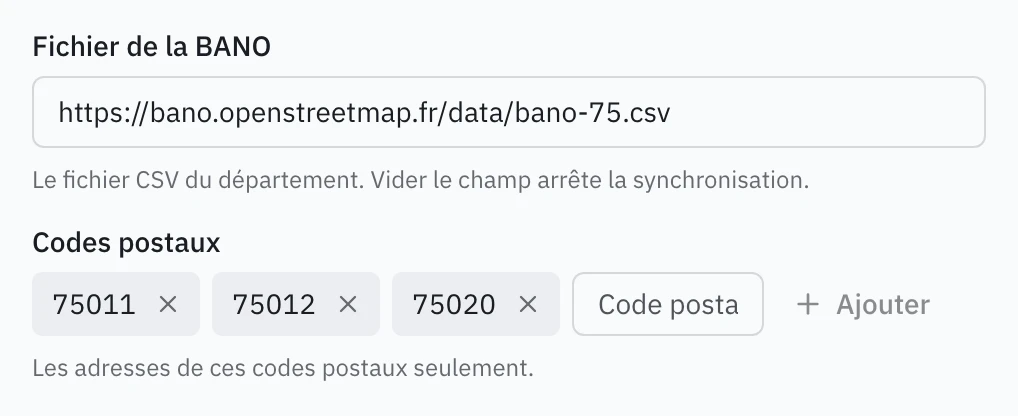 Fichier de la BANO
https://bano.openstreetmap.fr/data/bano-75.csv
Le fichier CSV du département. Vider le champ arrête la synchronisation.
Codes postaux
75011 × 75012 × 75020 × Code posta + Ajouter
Les adresses de ces codes postaux seulement.